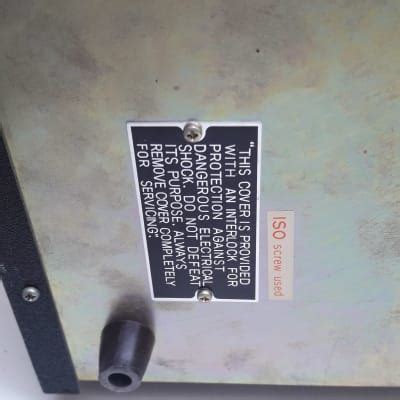 "THIS COVER IS PROVIDED
WITH AN INTERLOCK FOR
PROTECTION AGAINST
DANGEROUS ELECTRICAL
SHOCK. DO NOT DEFEAT
ITS PURPOSE. ALWAYS
REMOVE COVER COMPLETELY
FOR SERVICING".
ISO screw used